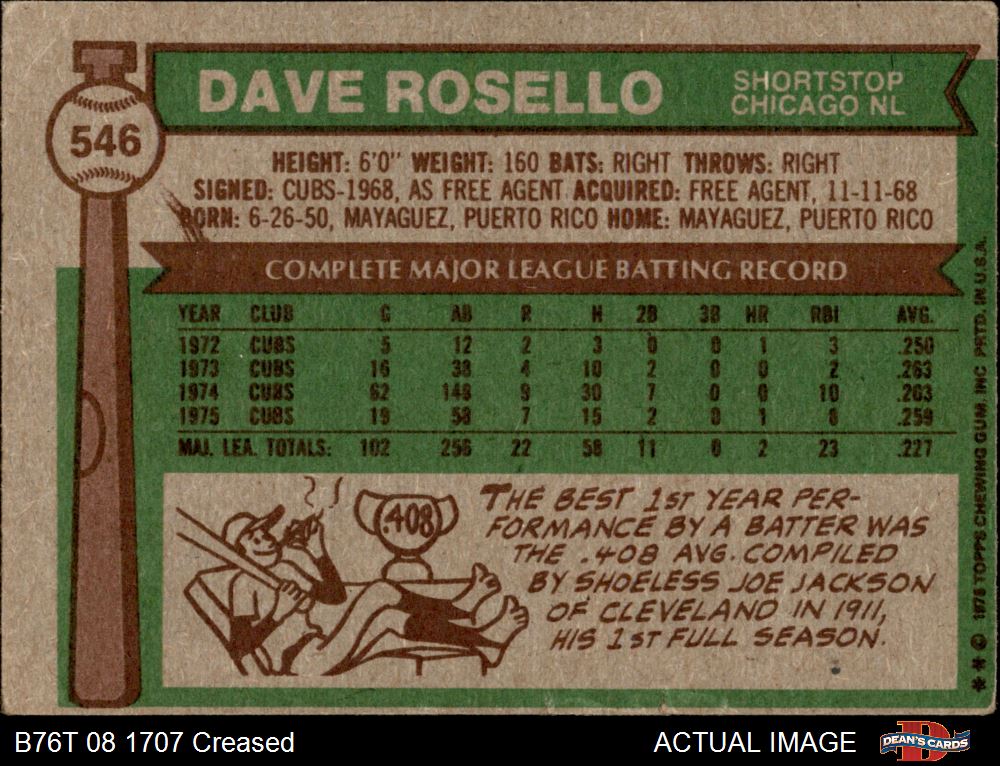 546
DAVE ROSELLO
SHORTSTOP
CHICAGO NL
HEIGHT: 6'0" WEIGHT: 160 BATS: RIGHT THROWS: RIGHT
SIGNED: CUBS-1968, AS FREE AGENT ACQUIRED: FREE AGENT, 11-11-68
BORN: 6-26-50, MAYAGUEZ, PUERTO RICO HOME: MAYAGUEZ, PUERTO RICO
COMPLETE MAJOR LEAGUE BATTING RECORD
YEAR CLUB G AB R H 2B 3B HR RBI AVG.
1972 CUBS 5 12 2 3 0 0 1 3 .250
1973 CUBS 16 38 4 10 2 0 0 2 .263
1974 CUBS 62 148 9 30 7 0 0 10 .203
1975 CUBS 19 58 7 15 2 0 1 8 .259
MAJ. LEA. TOTALS: 102 256 22 58 11 0 2 23 .227
.408
THE BEST 1ST YEAR PER-
FORMANCE BY A BATTER WAS
THE .408 AVG. COMPILED
BY SHOELESS JOE JACKSON
OF CLEVELAND IN 1911,
HIS 1ST FULL SEASON.
** © 1976 TOPPS CHEWING GUM, INC PRTD. IN U.S.A.
B76T 08 1707 Creased
ACTUAL IMAGE
D
DEAN'S CARDS